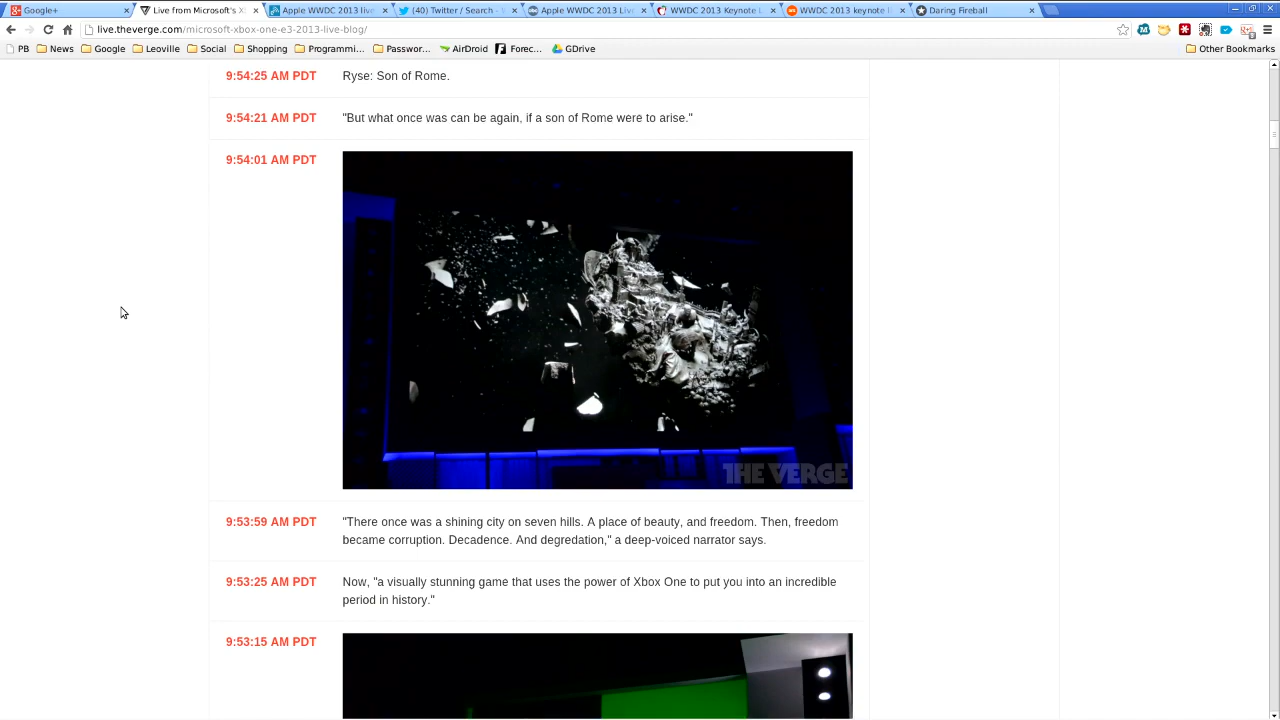 Google+
Live from Microsoft's X
Apple WWDC 2013 live
(40) Twitter / Search -
Apple WWDC 2013 Live
WWDC 2013 Keynote L
WWDC 2013 keynote
Daring Fireball
live.theverge.com/microsoft-xbox-one-e3-2013-live-blog/
PB News Google Leoville Social Shopping Programmi... Passwor... AirDroid Forec... GDrive Other Bookmarks
9:54:25 AM PDT Ryse: Son of Rome.
9:54:21 AM PDT "But what once was can be again, if a son of Rome were to arise."
9:54:01 AM PDT
THE VERGE
9:53:59 AM PDT "There once was a shining city on seven hills. A place of beauty, and freedom. Then, freedom
became corruption. Decadence. And degredation," a deep-voiced narrator says.
9:53:25 AM PDT Now, "a visually stunning game that uses the power of Xbox One to put you into an incredible
period in history."
9:53:15 AM PDT